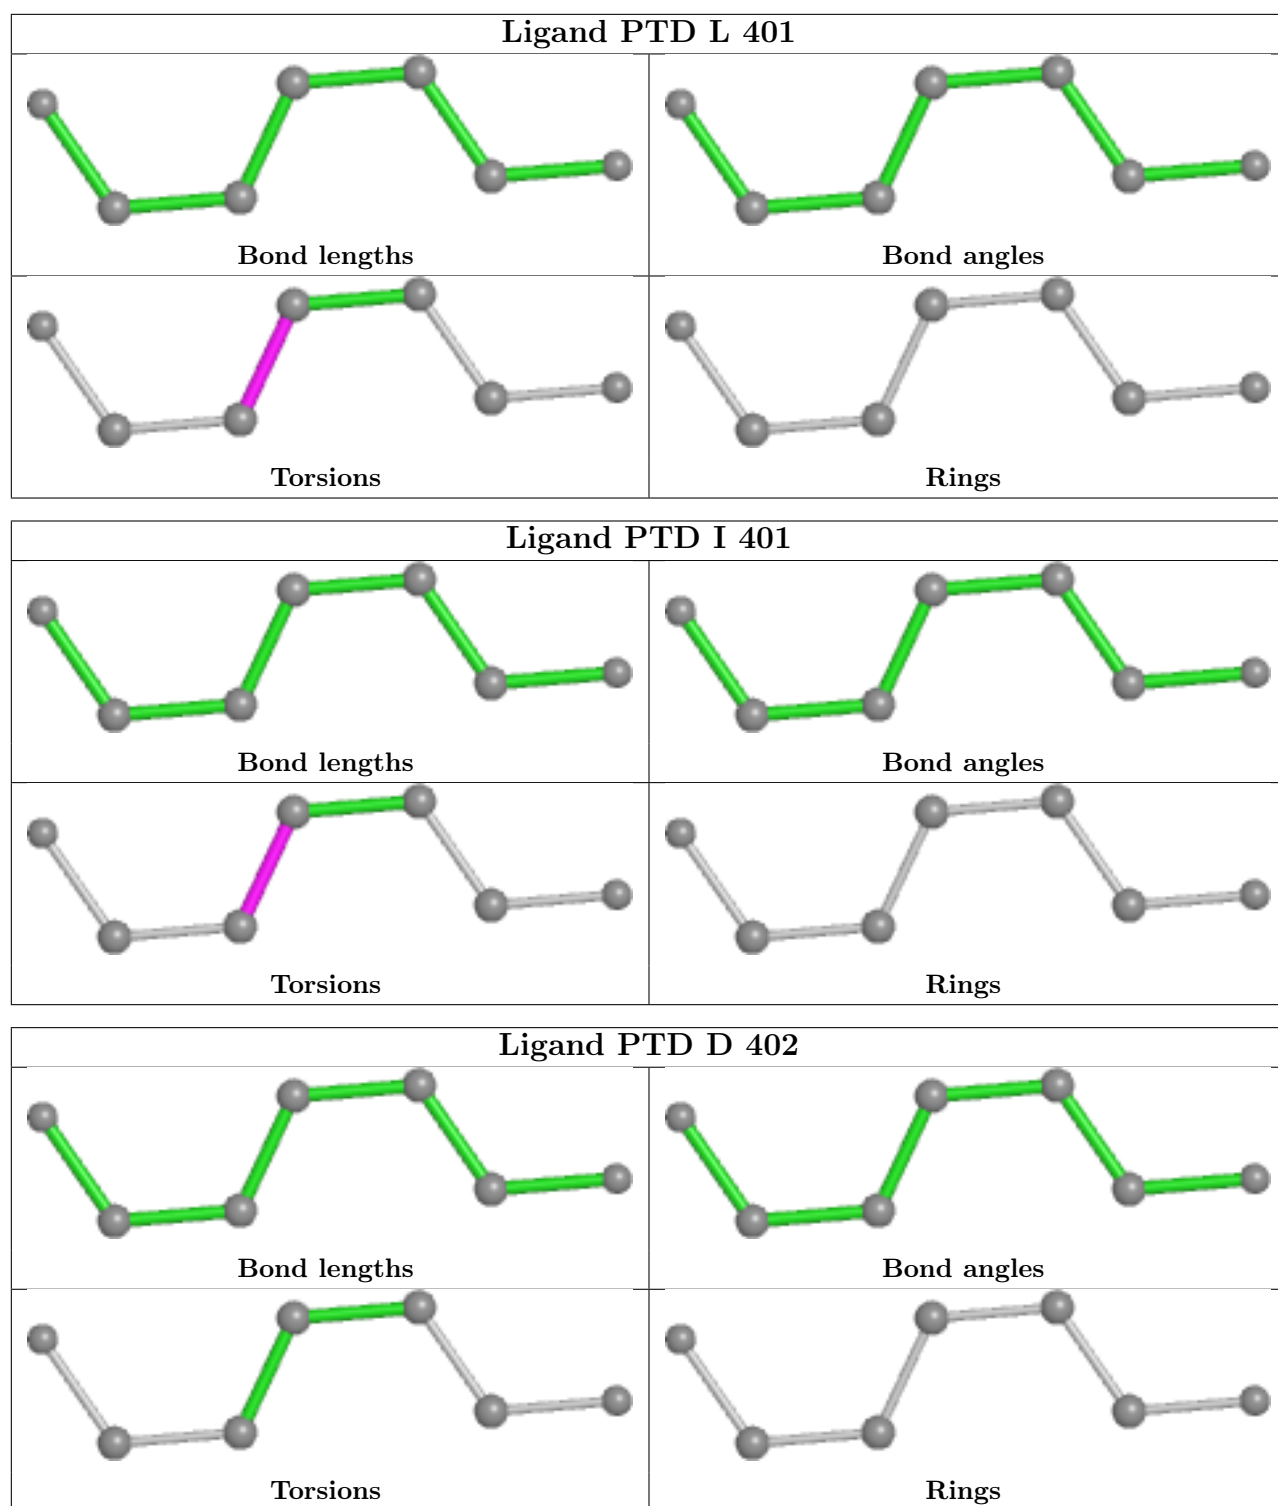 Ligand PTD L 401
Bond lengths
Bond angles
Torsions
Rings
Ligand PTD I 401
Bond lengths
Bond angles
Torsions
Rings
Ligand PTD D 402
Bond lengths
Bond angles
Torsions
Rings